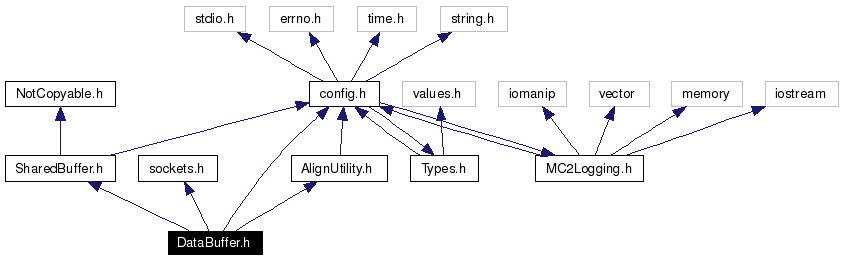 stdio.h errno.h time.h string.h
NotCopyable.h config.h values.h iomanip vector memory iostream
SharedBuffer.h sockets.h AlignUtility.h Types.h MC2Logging.h
DataBuffer.h